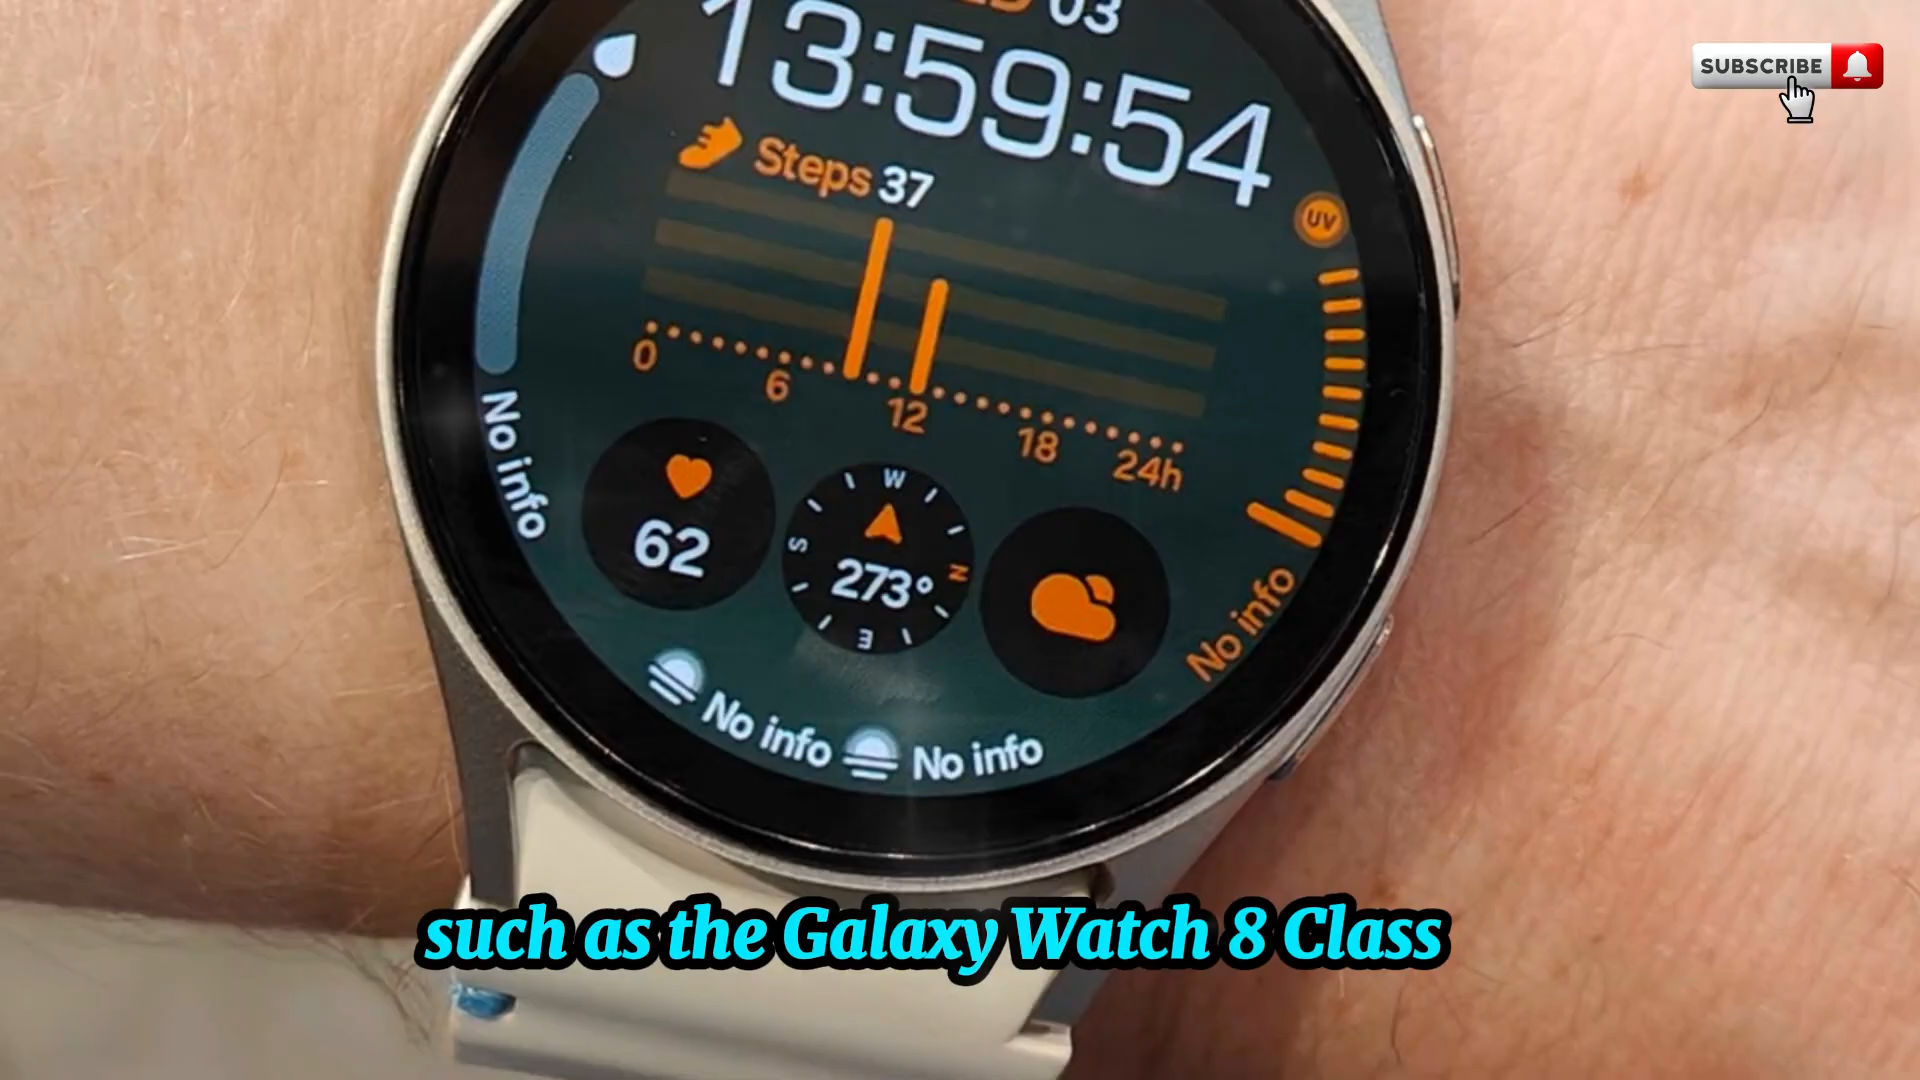 03
13:59:54
SUBSCRIBE
Steps 37
UV
0
6
12
18
24h
No info
62
W
S
N
E
273°
No info
No info
No info
such as the Galaxy Watch 8 Class